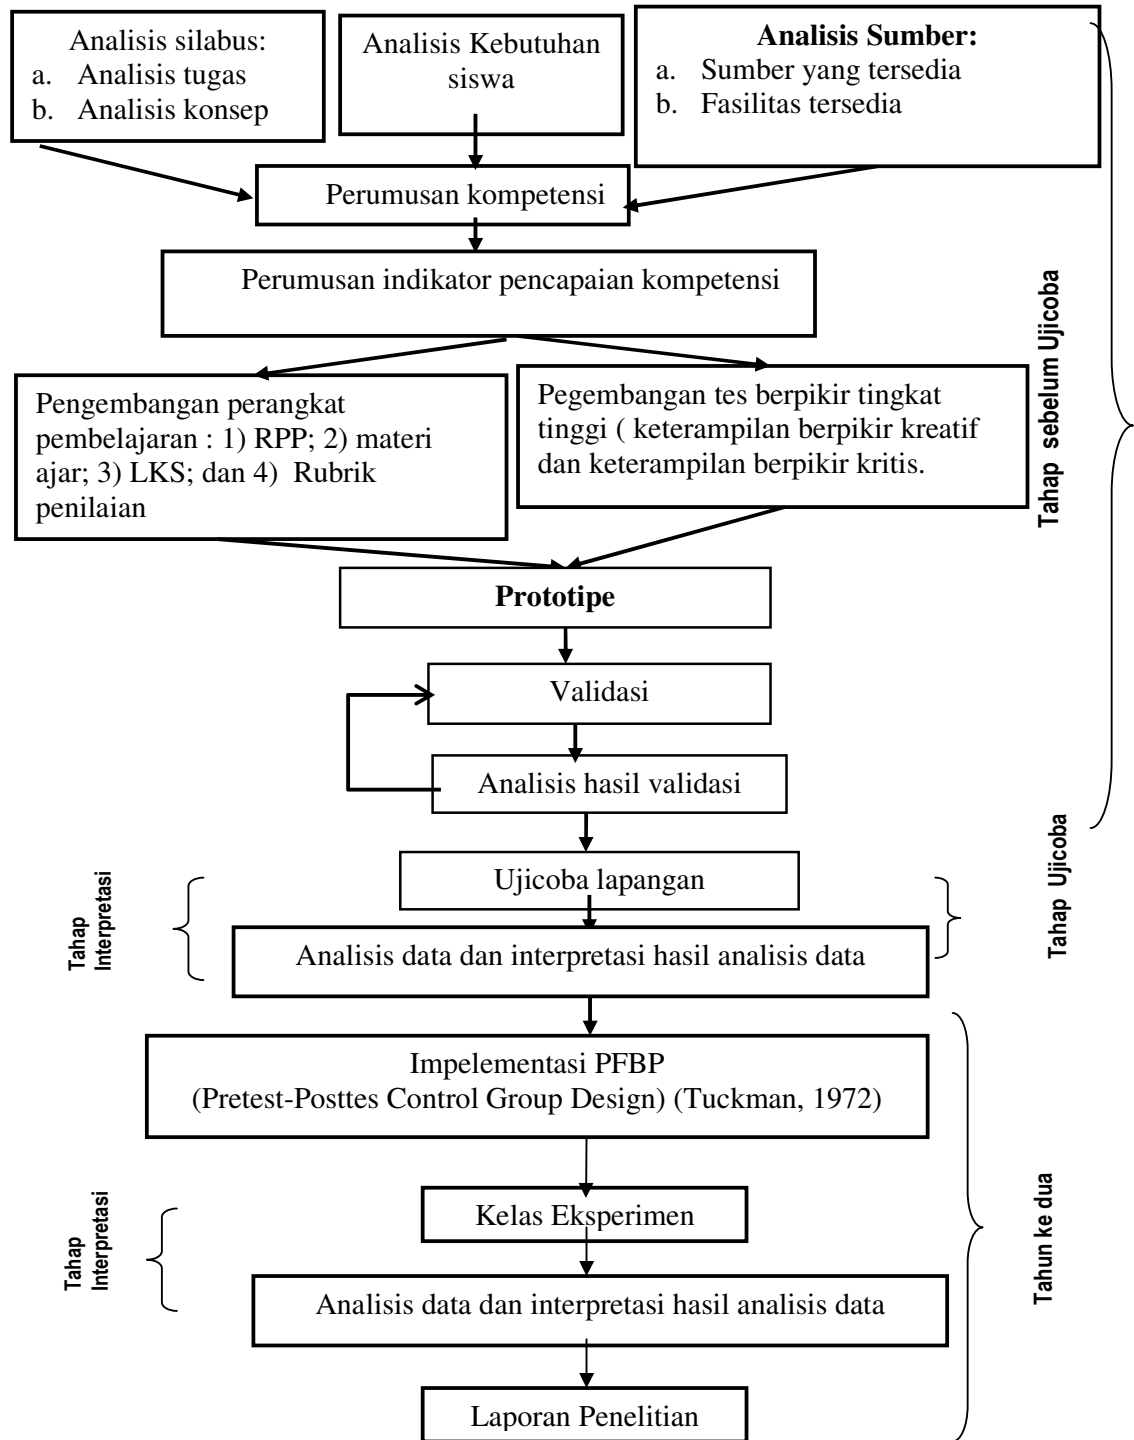 Analisis silabus:
a. Analisis tugas
b. Analisis konsep
Analisis Kebutuhan
siswa
Analisis Sumber:
a. Sumber yang tersedia
b. Fasilitas tersedia
Perumusan kompetensi
Perumusan indikator pencapaian kompetensi
Pengembangan perangkat
pembelajaran : 1) RPP; 2) materi
ajar; 3) LKS; dan 4) Rubrik
penilaian
Pegembangan tes berpikir tingkat
tinggi ( keterampilan berpikir kreatif
dan keterampilan berpikir kritis.
Tahap sebelum Ujicoba
Prototipe
Validasi
Analisis hasil validasi
Ujicoba lapangan
Tahap Ujicoba
Tahap
Interpretasi
Analisis data dan interpretasi hasil analisis data
Impelementasi PFBP
(Pretest-Posttes Control Group Design) (Tuckman, 1972)
Kelas Eksperimen
Tahap
Interpretasi
Tahun ke dua
Analisis data dan interpretasi hasil analisis data
Laporan Penelitian